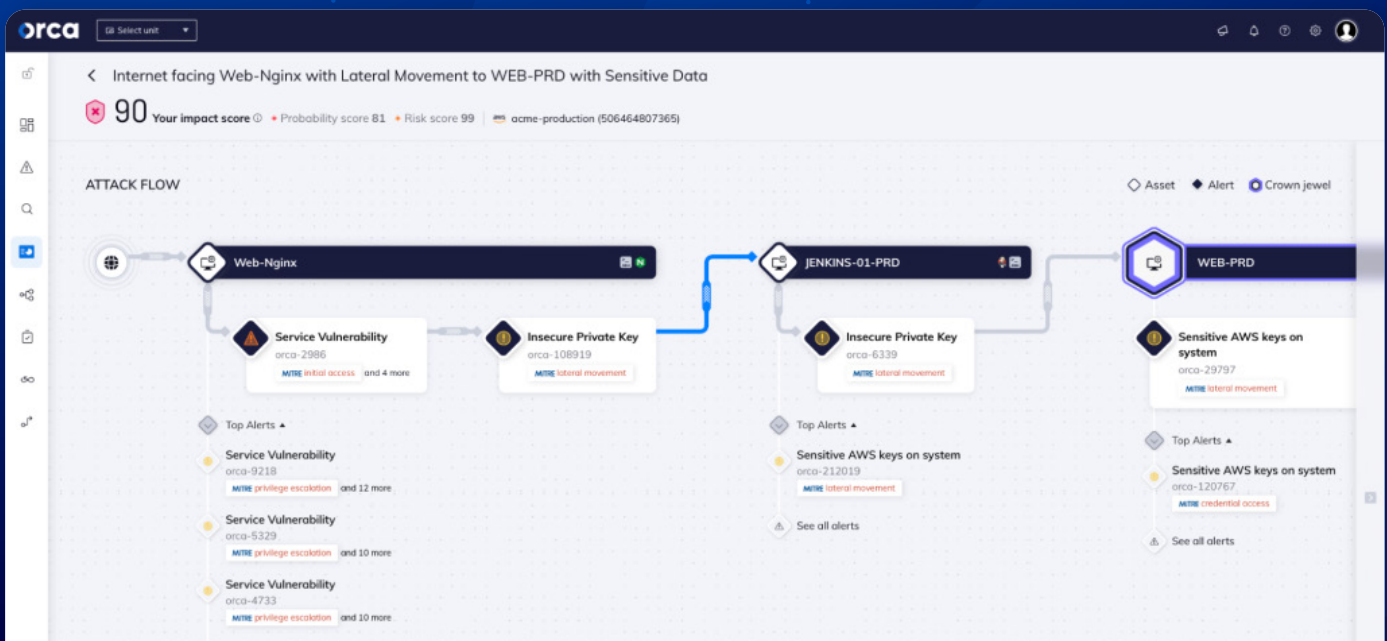 orca
Select unit
Internet facing Web-Nginx with Lateral Movement to WEB-PRD with Sensitive Data
90 Your impact score Probability score 81 Risk score 99 aws acme-production (506464807365)
ATTACK FLOW
Asset Alert Crown jewel
Web-Nginx
N
JENKINS-01-PRD
WEB-PRD
Service Vulnerability
orca-2986
MITRE initial access and 4 more
Insecure Private Key
orca-108919
MITRE lateral movement
Insecure Private Key
orca-6339
MITRE lateral movement
Sensitive AWS keys on
system
orca-29797
MITRE lateral movement
Top Alerts
Service Vulnerability
orca-9218
MITRE privilege escalation and 12 more
Service Vulnerability
orca-5329
MITRE privilege escalation and 10 more
Service Vulnerability
orca-4733
MITRE privilege escalation and 10 more
Top Alerts
Sensitive AWS keys on system
orca-212019
MITRE lateral movement
See all alerts
Top Alerts
Sensitive AWS keys on system
orca-120767
MITRE credential access
See all alerts